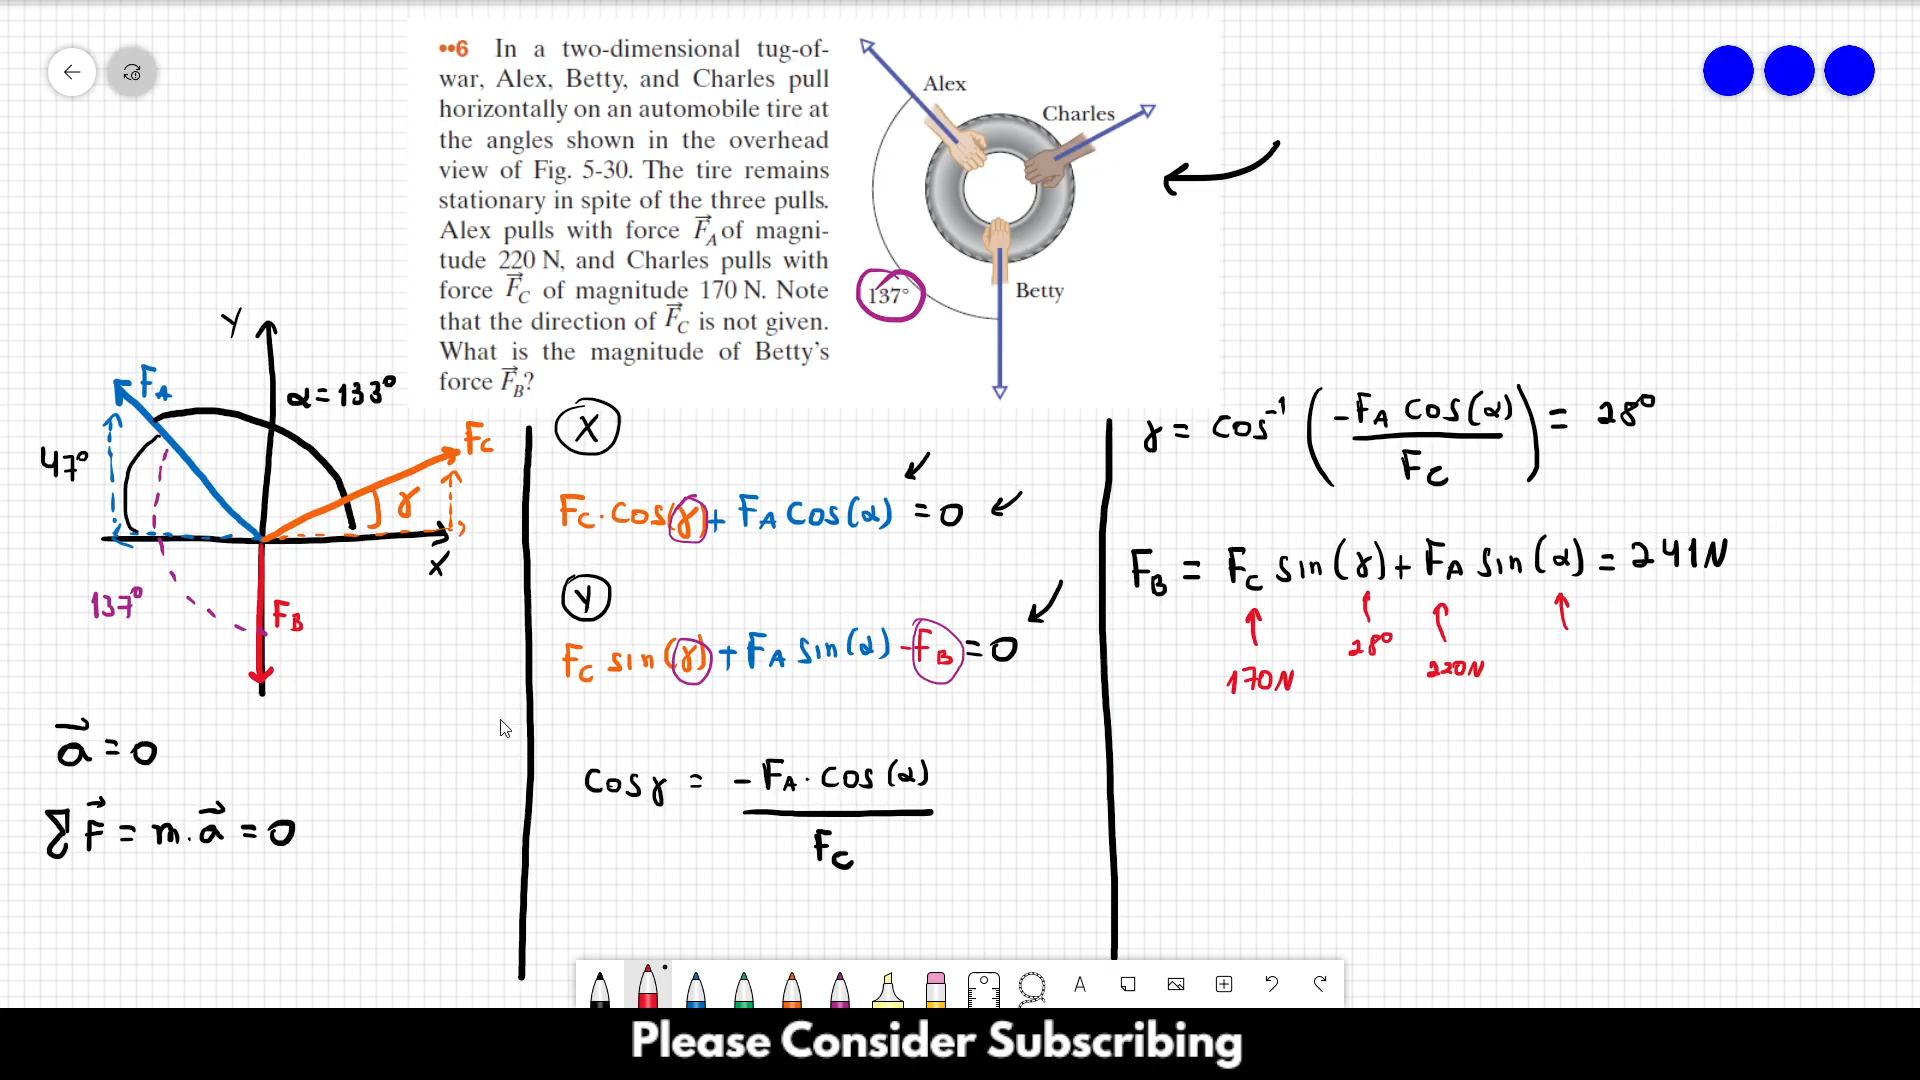 ••6 In a two-dimensional tug-of-
war, Alex, Betty, and Charles pull
horizontally on an automobile tire at
the angles shown in the overhead
view of Fig. 5-30. The tire remains
stationary in spite of the three pulls.
Alex pulls with force F⃗A of magni-
tude 220 N, and Charles pulls with
force F⃗C of magnitude 170 N. Note
that the direction of F⃗C is not given.
What is the magnitude of Betty's
force F⃗B?
Alex
Charles
137°
Betty
Y
FA
α = 133°
FC
47°
γ
X
137°
FB
a⃗ = 0
Σ F⃗ = m. a⃗ = 0
X
FC · cos(γ) + FA cos(α) = 0
Y
FC sin(γ) + FA sin(α) - FB = 0
cos γ = -FA · cos(α) / FC
γ = cos⁻¹ (-FA cos(α) / FC) = 28°
FB = FC sin(γ) + FA sin(α) = 241N
170N
28°
220N
A
Please Consider Subscribing